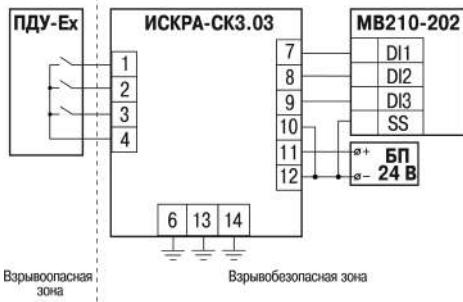 ПДУ-Ex
ИСКРА-СК3.03
МВ210-202
1
2
3
4
7
8
9
10
11
12
DI1
DI2
DI3
SS
+
БП
24 В
–
6 13 14
Взрывоопасная
зона
Взрывобезопасная зона